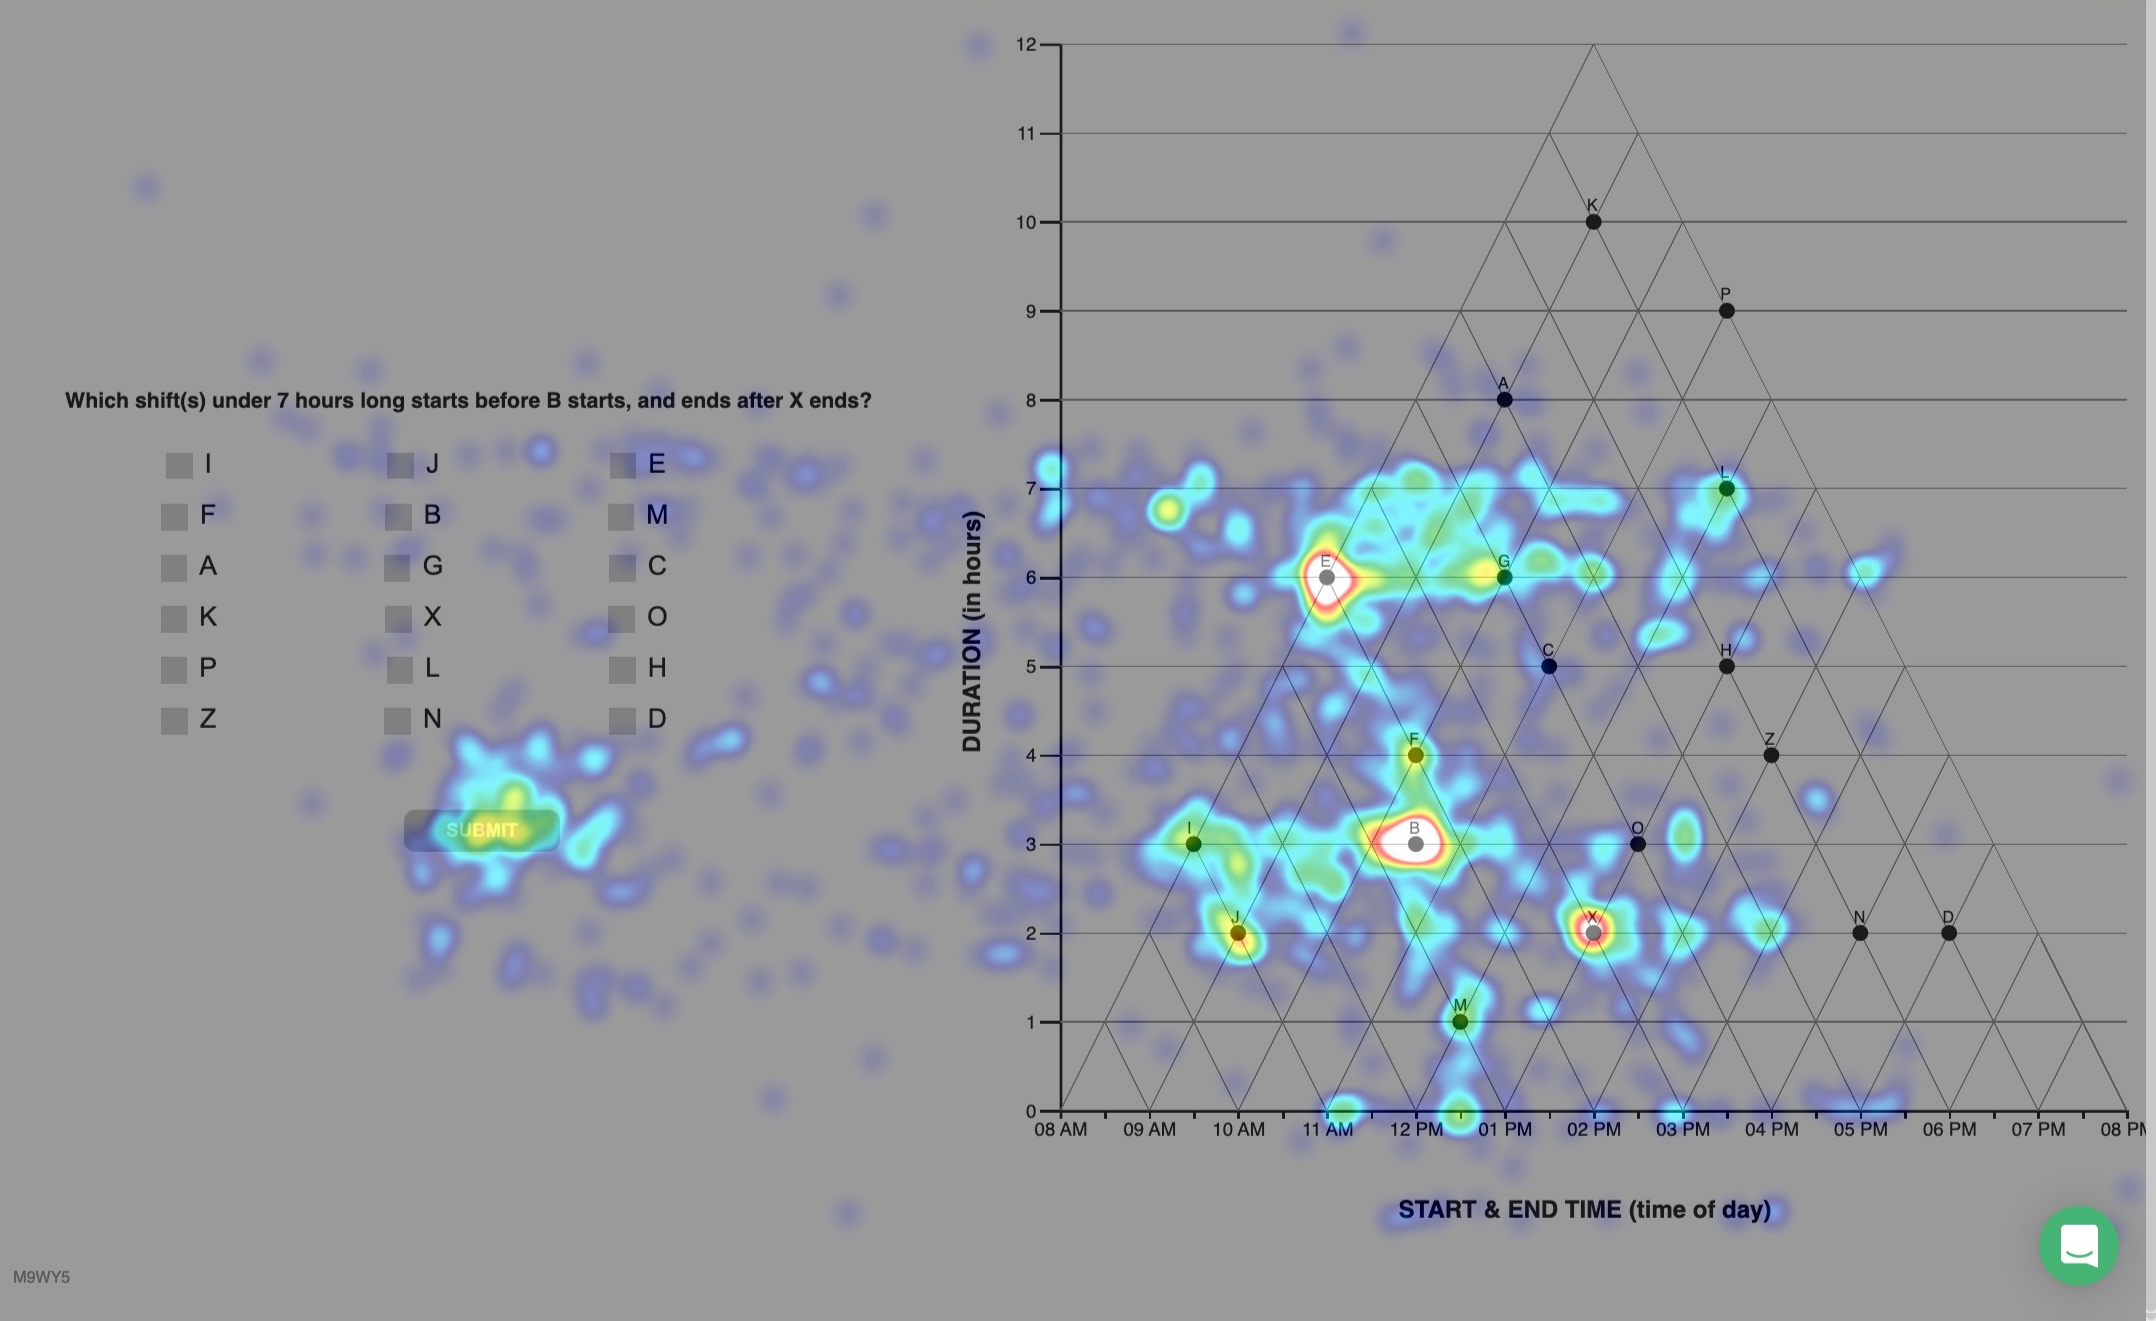 Which shift(s) under 7 hours long starts before B starts, and ends after X ends?
I J E
F B M
A G C
K X O
P L H
Z N D
SUBMIT
DURATION (in hours)
12
11
10
9
8
7
6
5
4
3
2
1
0
K
P
A
L
E G
C H
F Z
I B O
J X N D
M
08 AM 09 AM 10 AM 11 AM 12 PM 01 PM 02 PM 03 PM 04 PM 05 PM 06 PM 07 PM 08 PM
START & END TIME (time of day)
M9WY5